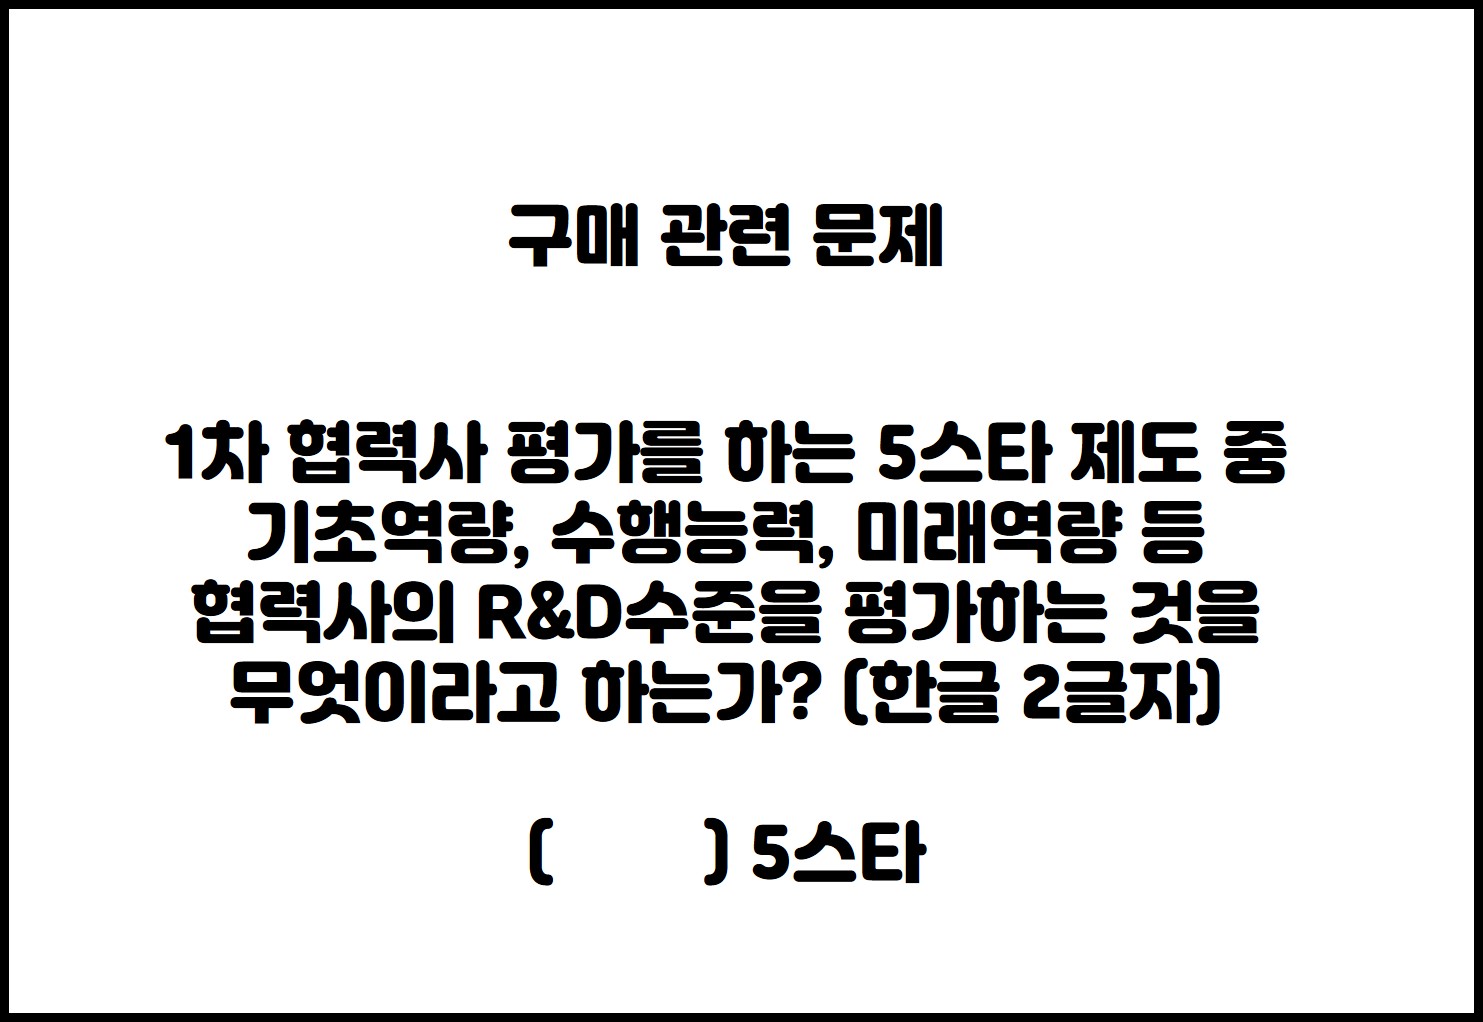 구매 관련 문제
1차 협력사 평가를 하는 5스타 제도 중
기초역량, 수행능력, 미래역량 등
협력사의 R&D수준을 평가하는 것을
무엇이라고 하는가? (한글 2글자)
(        ) 5스타